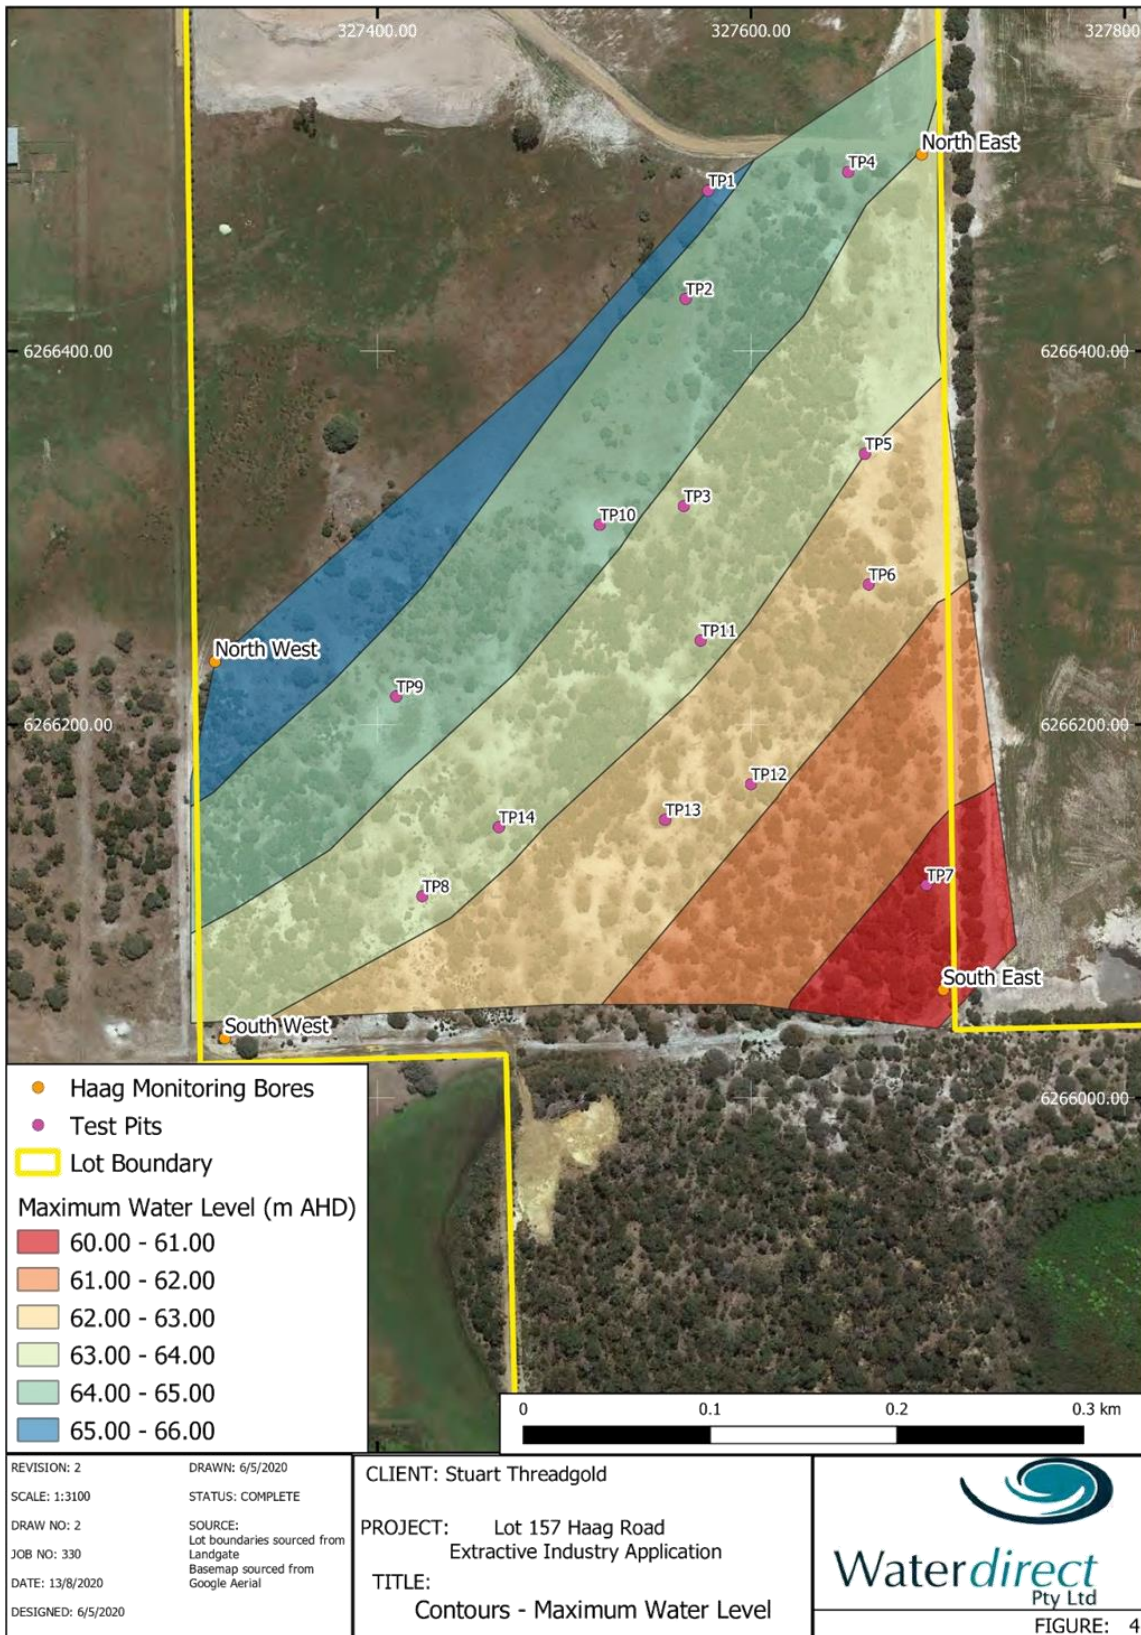 327400.00
327600.00
327800
North East
TP4
TP1
TP2
6266400.00
6266400.00
TP5
TP3
TP10
TP6
TP11
North West
TP9
6266200.00
6266200.00
TP12
TP13
TP14
TP7
TP8
South East
South West
6266000.00
Haag Monitoring Bores
Test Pits
Lot Boundary
Maximum Water Level (m AHD)
60.00 - 61.00
61.00 - 62.00
62.00 - 63.00
63.00 - 64.00
64.00 - 65.00
65.00 - 66.00
0 0.1 0.2 0.3 km
REVISION: 2
SCALE: 1:3100
DRAW NO: 2
JOB NO: 330
DATE: 13/8/2020
DESIGNED: 6/5/2020
DRAWN: 6/5/2020
STATUS: COMPLETE
SOURCE:
Lot boundaries sourced from
Landgate
Basemap sourced from
Google Aerial
CLIENT: Stuart Threadgold
PROJECT: Lot 157 Haag Road
Extractive Industry Application
TITLE:
Contours - Maximum Water Level
Waterdirect
Pty Ltd
FIGURE: 4